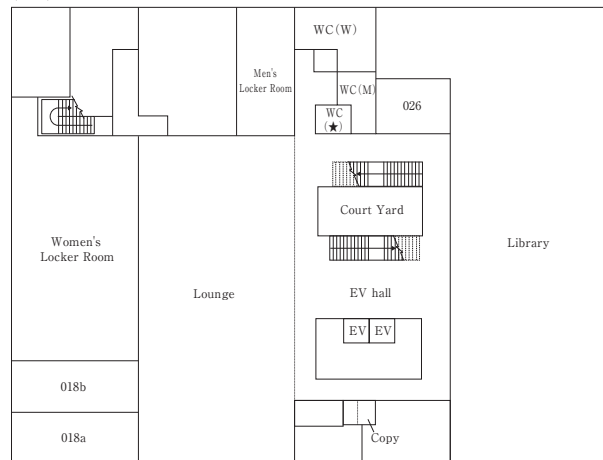 WC(W)
Men's
Locker Room
WC(M)
026
WC
(★)
Court Yard
Women's
Locker Room
Library
Lounge
EV hall
EV
EV
018b
018a
Copy